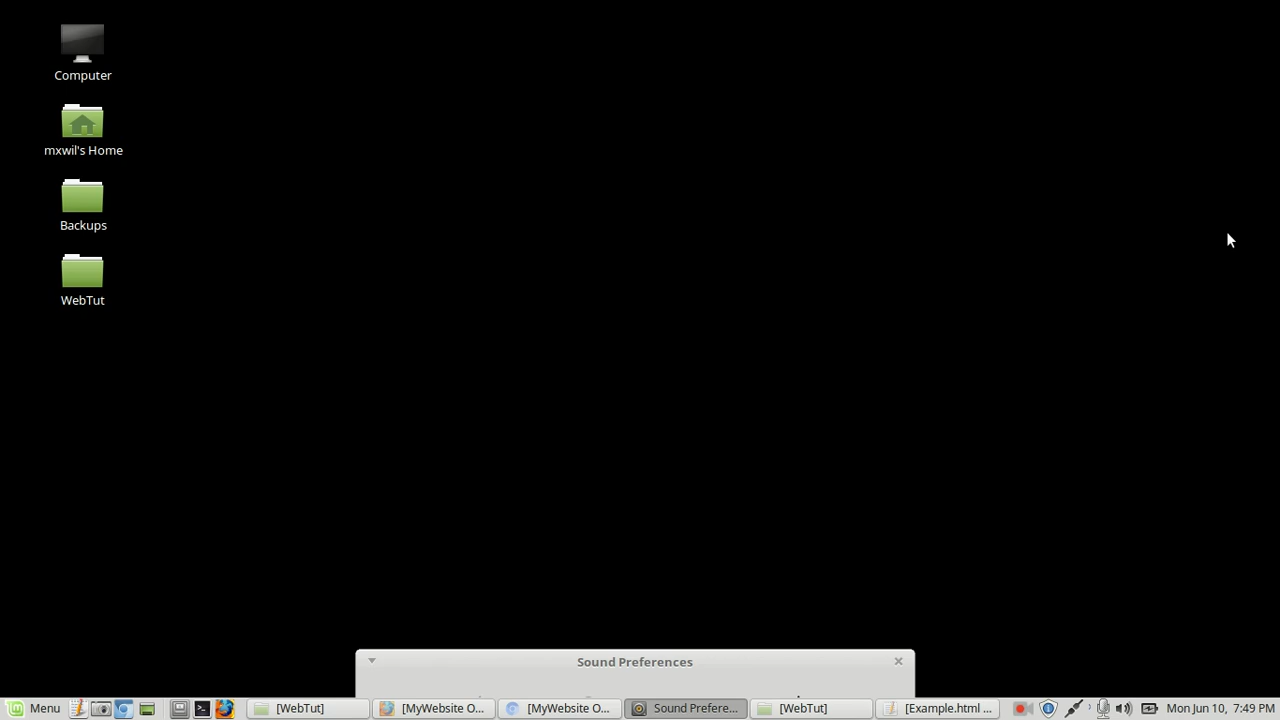 Computer
mxwil's Home
Backups
WebTut
Sound Preferences
Menu
[WebTut]
[MyWebsite O...
[MyWebsite O...
Sound Prefere...
[WebTut]
[Example.html ...
Mon Jun 10, 7:49 PM